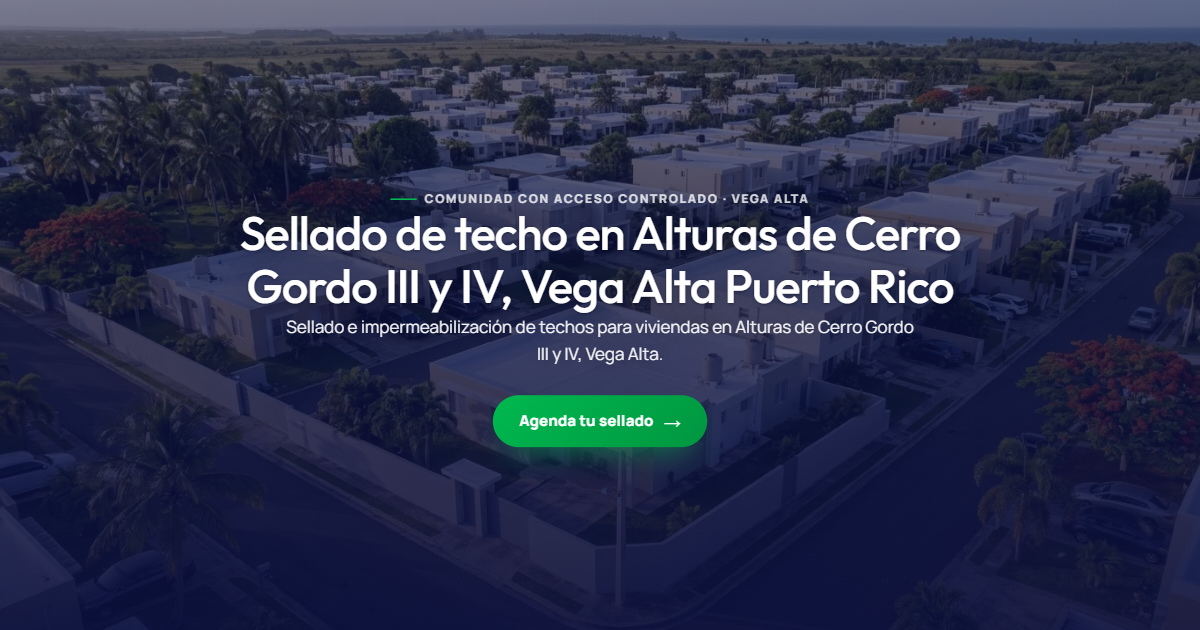 COMUNIDAD CON ACCESO CONTROLADO · VEGA ALTA
Sellado de techo en Alturas de Cerro
Gordo III y IV, Vega Alta Puerto Rico
Sellado e impermeabilización de techos para viviendas en Alturas de Cerro Gordo
III y IV, Vega Alta.
Agenda tu sellado →